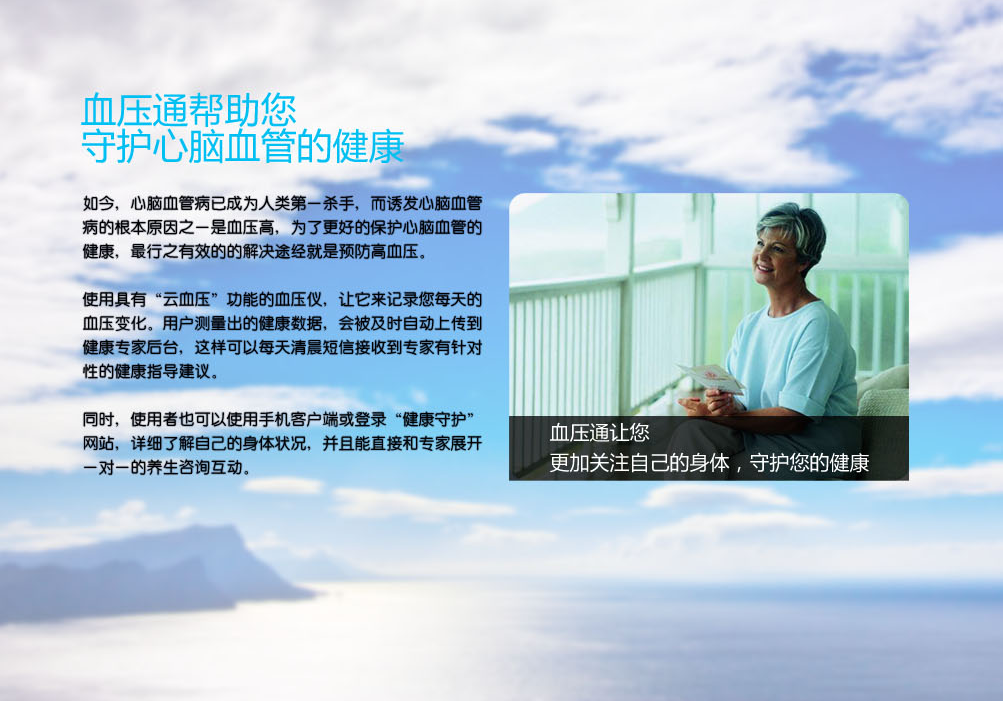 血压通帮助您
守护心脑血管的健康
如今，心脑血管病已成为人类第一杀手，而诱发心脑血管
病的根本原因之一是血压高，为了更好的保护心脑血管的
健康，最行之有效的的解决途经就是预防高血压。
使用具有“云血压”功能的血压仪，让它来记录您每天的
血压变化。用户测量出的健康数据，会被及时自动上传到
健康专家后台，这样可以每天清晨短信接收到专家有针对
性的健康指导建议。
同时，使用者也可以使用手机客户端或登录“健康守护”
网站，详细了解自己的身体状况，并且能直接和专家展开
一对一的养生咨询互动。
血压通让您
更加关注自己的身体，守护您的健康